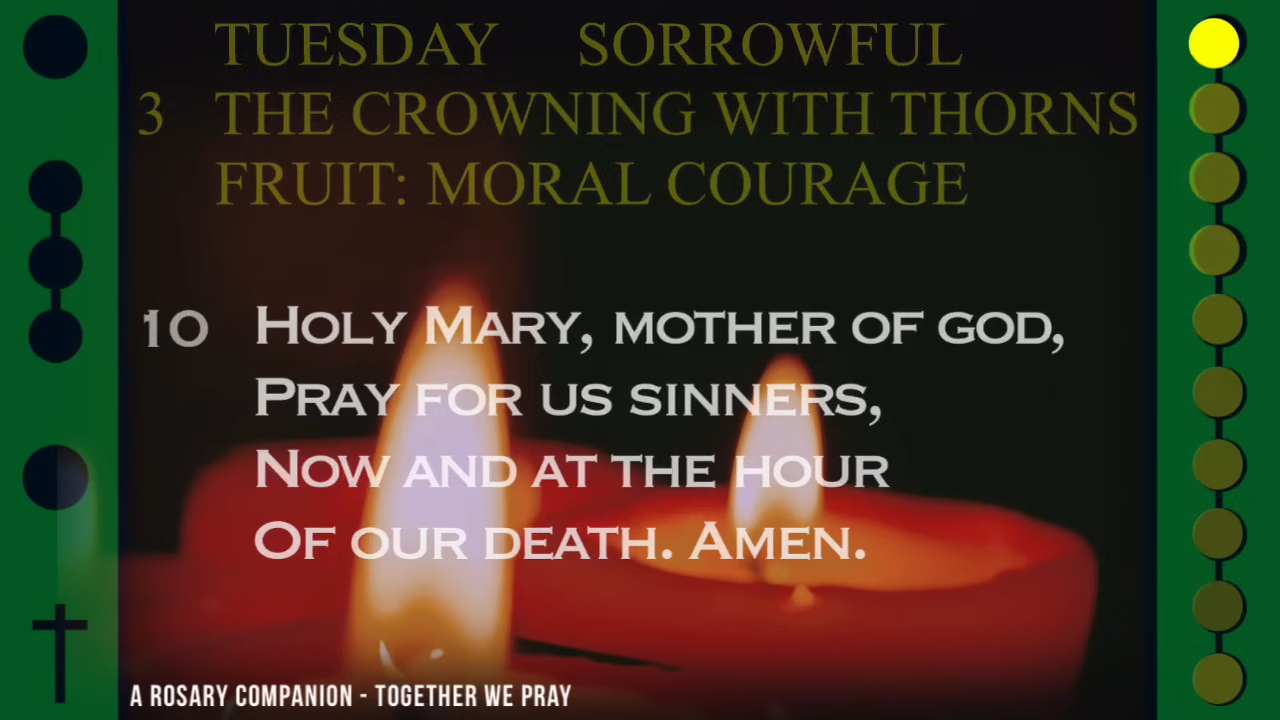 TUESDAY SORROWFUL
3 THE CROWNING WITH THORNS
FRUIT: MORAL COURAGE
10 HOLY MARY, MOTHER OF GOD,
PRAY FOR US SINNERS,
NOW AND AT THE HOUR
OF OUR DEATH. AMEN.
A ROSARY COMPANION - TOGETHER WE PRAY